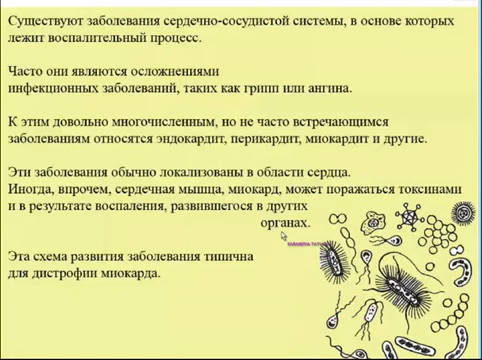 Существуют заболевания сердечно-сосудистой системы, в основе которых
лежит воспалительный процесс.
Часто они являются осложнениями
инфекционных заболеваний, таких как грипп или ангина.
К этим довольно многочисленным, но не часто встречающимся
заболеваниям относятся эндокардит, перикардит, миокардит и другие.
Эти заболевания обычно локализованы в области сердца.
Иногда, впрочем, сердечная мышца, миокард, может поражаться токсинами
и в результате воспаления, развившегося в других
органах.
Эта схема развития заболевания типична
для дистрофии миокарда.